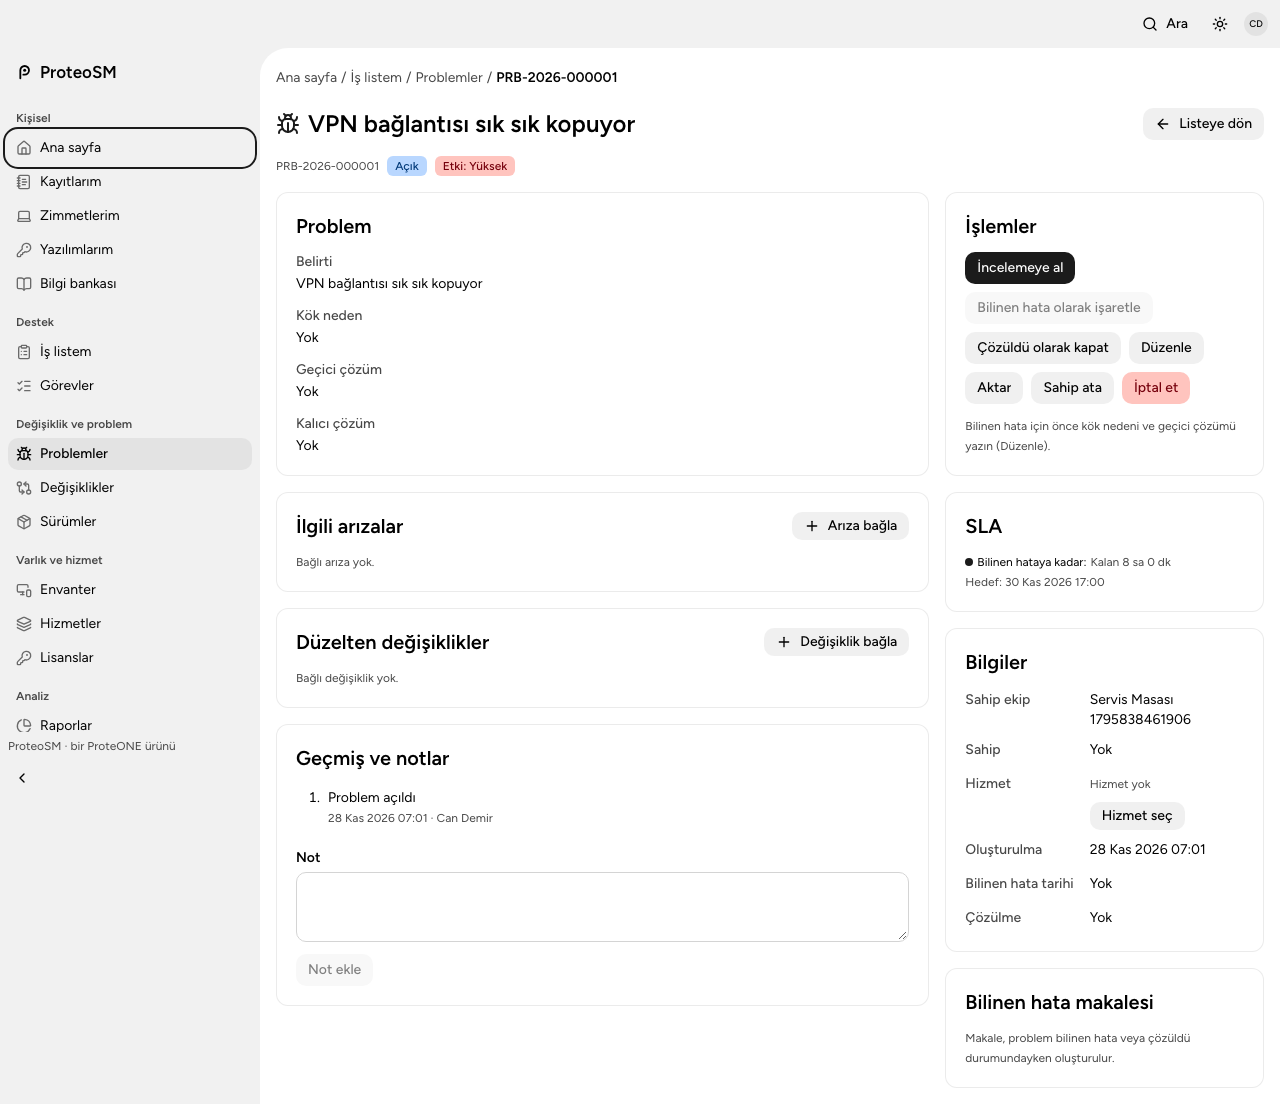 Ara
CD
ProteoSM
Kişisel
Ana sayfa
Kayıtlarım
Zimmetlerim
Yazılımlarım
Bilgi bankası
Destek
İş listem
Görevler
Değişiklik ve problem
Problemler
Değişiklikler
Sürümler
Varlık ve hizmet
Envanter
Hizmetler
Lisanslar
Analiz
Raporlar
ProteoSM · bir ProteONE ürünü
Ana sayfa / İş listem / Problemler / PRB-2026-000001
VPN bağlantısı sık sık kopuyor
Listeye dön
PRB-2026-000001 Açık Etki: Yüksek
Problem
Belirti
VPN bağlantısı sık sık kopuyor
Kök neden
Yok
Geçici çözüm
Yok
Kalıcı çözüm
Yok
İlgili arızalar
Arıza bağla
Bağlı arıza yok.
Düzelten değişiklikler
Değişiklik bağla
Bağlı değişiklik yok.
Geçmiş ve notlar
1. Problem açıldı
28 Kas 2026 07:01 · Can Demir
Not
Not ekle
İşlemler
İncelemeye al
Bilinen hata olarak işaretle
Çözüldü olarak kapat Düzenle
Aktar Sahip ata İptal et
Bilinen hata için önce kök nedeni ve geçici çözümü
yazın (Düzenle).
SLA
Bilinen hataya kadar: Kalan 8 sa 0 dk
Hedef: 30 Kas 2026 17:00
Bilgiler
Sahip ekip Servis Masası
1795838461906
Sahip Yok
Hizmet Hizmet yok
Hizmet seç
Oluşturulma 28 Kas 2026 07:01
Bilinen hata tarihi Yok
Çözülme Yok
Bilinen hata makalesi
Makale, problem bilinen hata veya çözüldü
durumundayken oluşturulur.